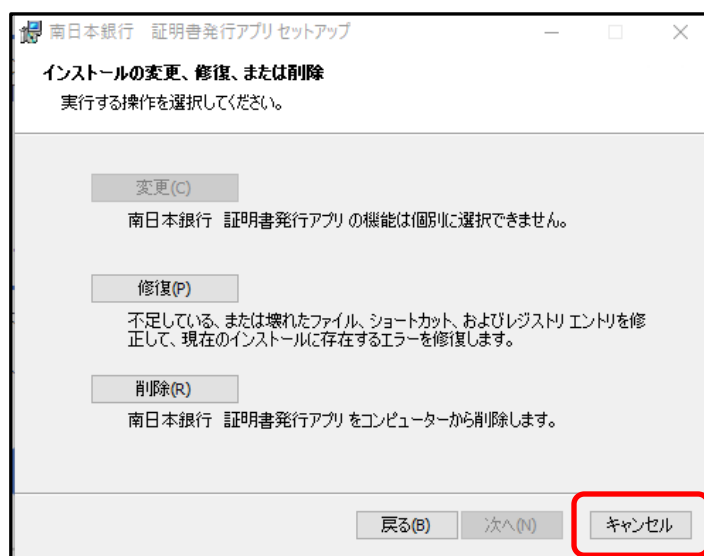 南日本銀行　証明書発行アプリ セットアップ
インストールの変更、修復、または削除
実行する操作を選択してください。
変更(C)
南日本銀行　証明書発行アプリ の機能は個別に選択できません。
修復(P)
不足している、または壊れたファイル、ショートカット、およびレジストリ エントリを修
正して、現在のインストールに存在するエラーを修復します。
削除(R)
南日本銀行　証明書発行アプリ をコンピューターから削除します。
戻る(B) 次へ(N) キャンセル